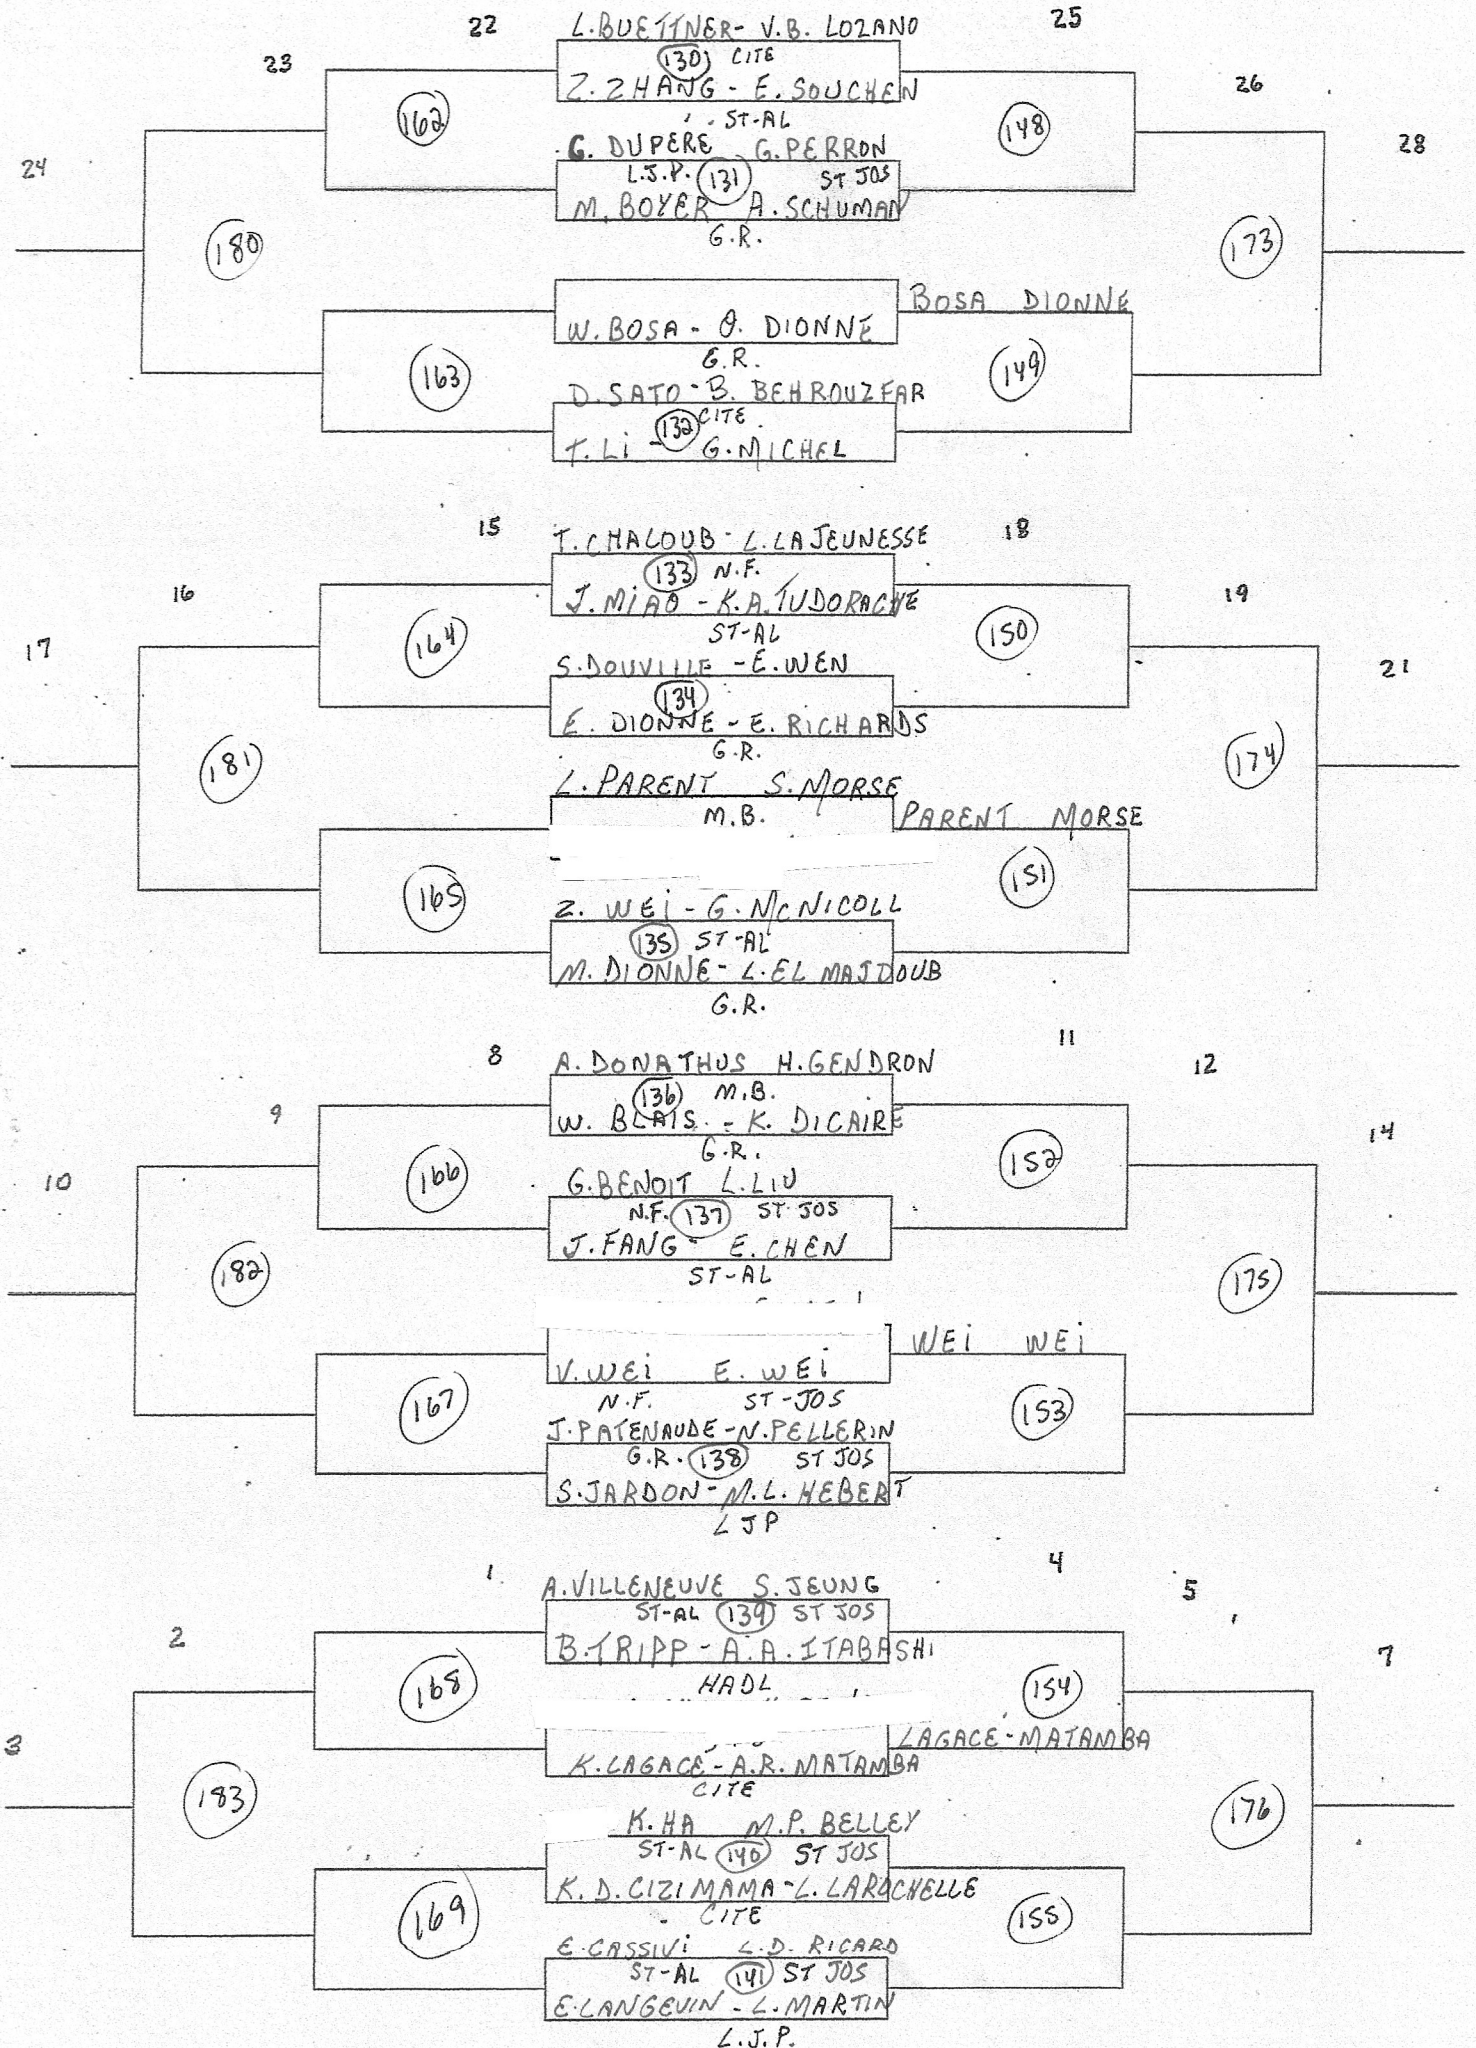 22 L. BUETTNER- V.B. LOZANO 25
23 130 CITE
Z. ZHANG - E. SOUCHEN 26
162 ST-AL 148
G. DUPERE G. PERRON 28
24 L.J.P. 131 ST JOS
M. BOYER A. SCHUMAN
180 G.R. 173
BOSA DIONNE
W. BOSA - O. DIONNE
163 G.R. 149
D. SATO - B. BEHROUZFAR
132 CITE
T. Li - G. MICHEL
15 T. CHALOUB - L. LAJEUNESSE 18
16 133 N.F. 19
J. MIAO - K.A. TUDORACHE
164 ST-AL 150
17 S. DOUVILLE - E. WEN 21
134
E. DIONNE - E. RICHARDS
181 G.R. 174
L. PARENT S. MORSE
M.B. PARENT MORSE
165 151
Z. WEi - G. McNICOLL
135 ST-AL
M. DIONNE - L. EL MAJDOUB
G.R.
8 A. DONATHUS H. GENDRON 11
9 136 M.B. 12
W. BLAIS - K. DICAIRE 14
166 G.R. 152
10 G. BENOIT L. LIU
N.F. 137 ST JOS
J. FANG - E. CHEN
182 ST-AL 175
WEi WEi
V. WEi E. WEi
167 N.F. ST-JOS 153
J. PATENAUDE - N. PELLERIN
G.R. 138 ST JOS
S. JARDON - M.L. HEBERT
LJP
1 A. VILLENEUVE S. JEUNG 4
2 ST-AL 139 ST JOS 5
B. TRIPP - A.A. ITABASHI 7
168 HADL 154
3 LAGACE-MATAMBA
K. LAGACE - A.R. MATAMBA
183 CITE 176
K. HA M.P. BELLEY
ST-AL 140 ST JOS
K. D. CIZIMAMA - L. LAROCHELLE
169 CITE 155
E. CASSIVi L.D. RICARD
ST-AL 141 ST JOS
E. LANGEVIN - L. MARTIN
L.J.P.